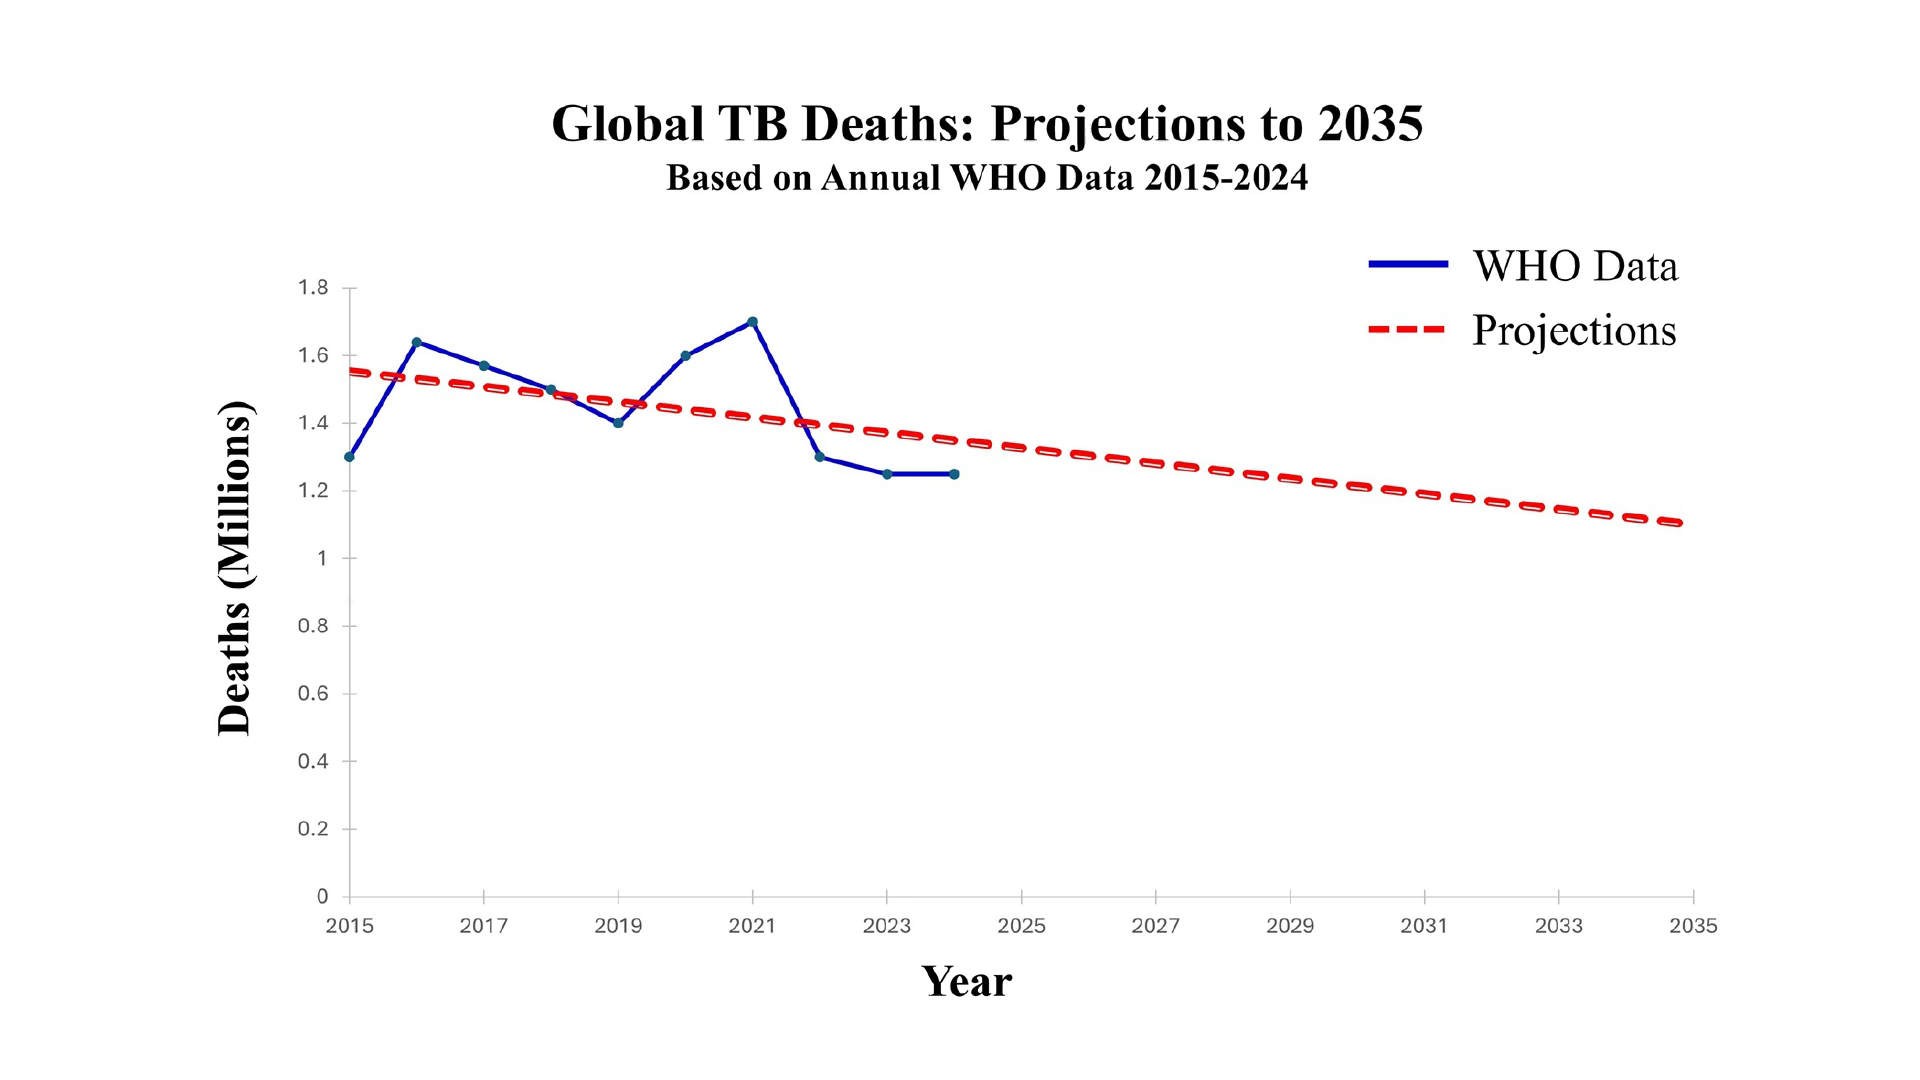 Global TB Deaths: Projections to 2035
Based on Annual WHO Data 2015-2024
WHO Data
Projections
Deaths (Millions)
1.8
1.6
1.4
1.2
1
0.8
0.6
0.4
0.2
0
2015 2017 2019 2021 2023 2025 2027 2029 2031 2033 2035
Year